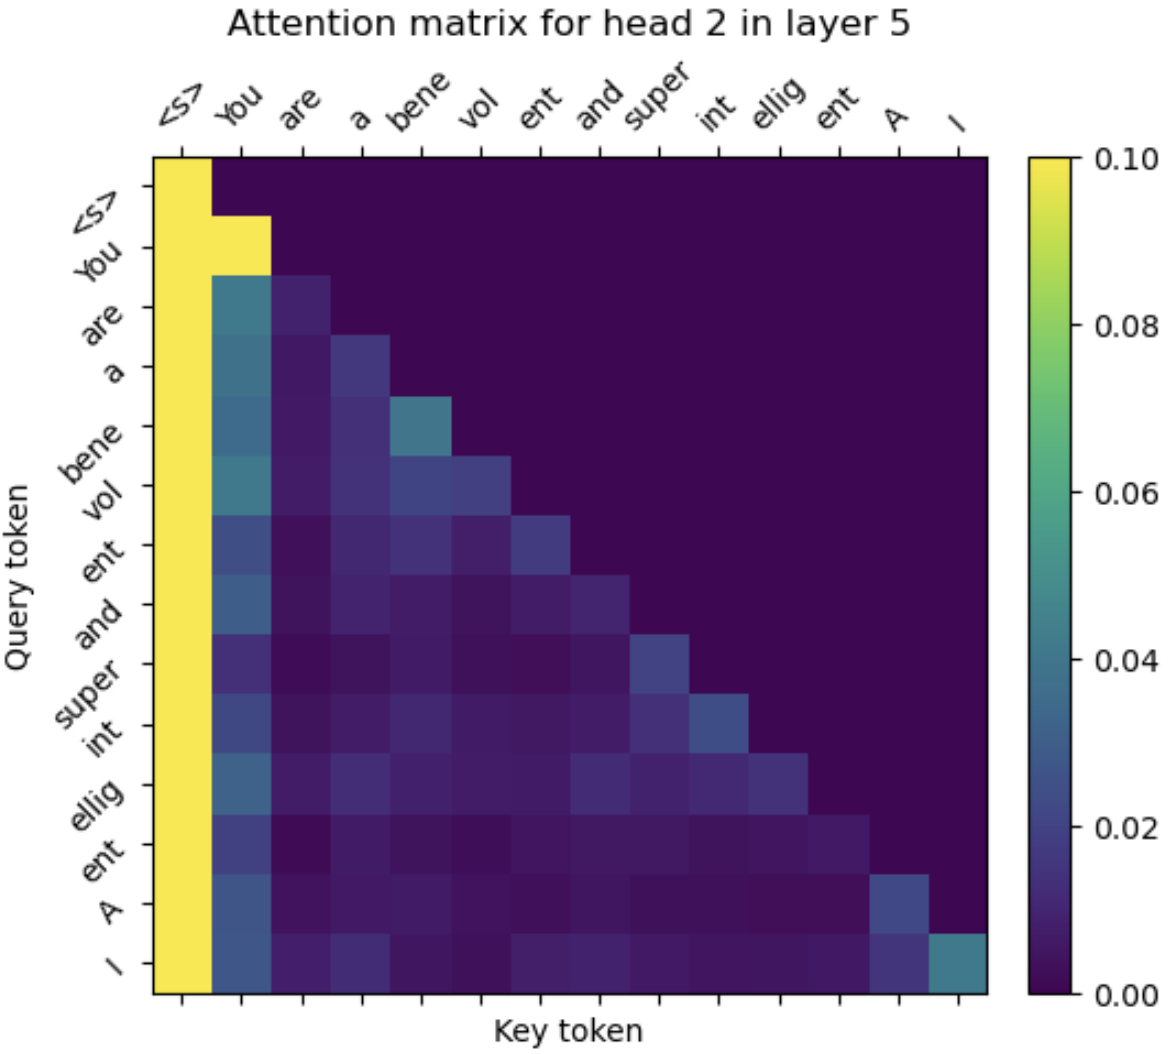 Attention matrix for head 2 in layer 5
<s> You are a bene vol ent and super int ellig ent A I
<s>
You
are
a
bene
vol
ent
and
super
int
ellig
ent
A
I
Query token
Key token
0.10
0.08
0.06
0.04
0.02
0.00